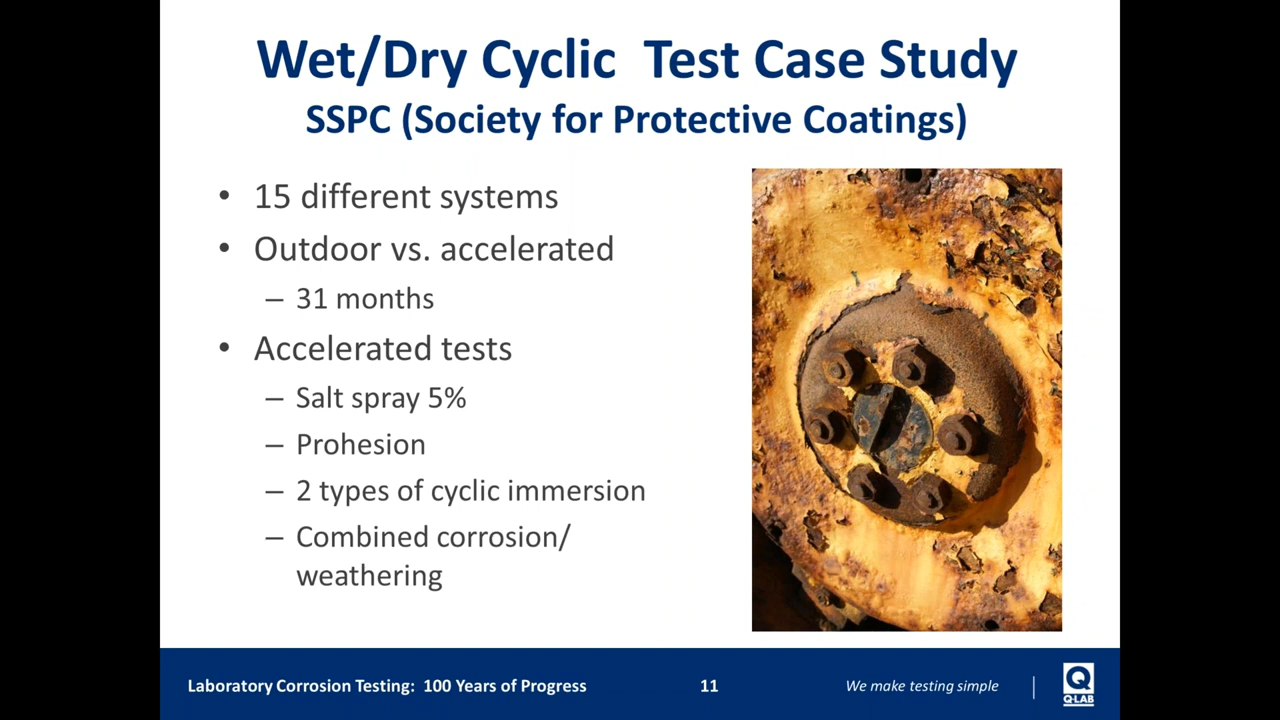 Wet/Dry Cyclic Test Case Study
SSPC (Society for Protective Coatings)
• 15 different systems
• Outdoor vs. accelerated
– 31 months
• Accelerated tests
– Salt spray 5%
– Prohesion
– 2 types of cyclic immersion
– Combined corrosion/
weathering
Laboratory Corrosion Testing: 100 Years of Progress
11
We make testing simple
Q
Q-LAB